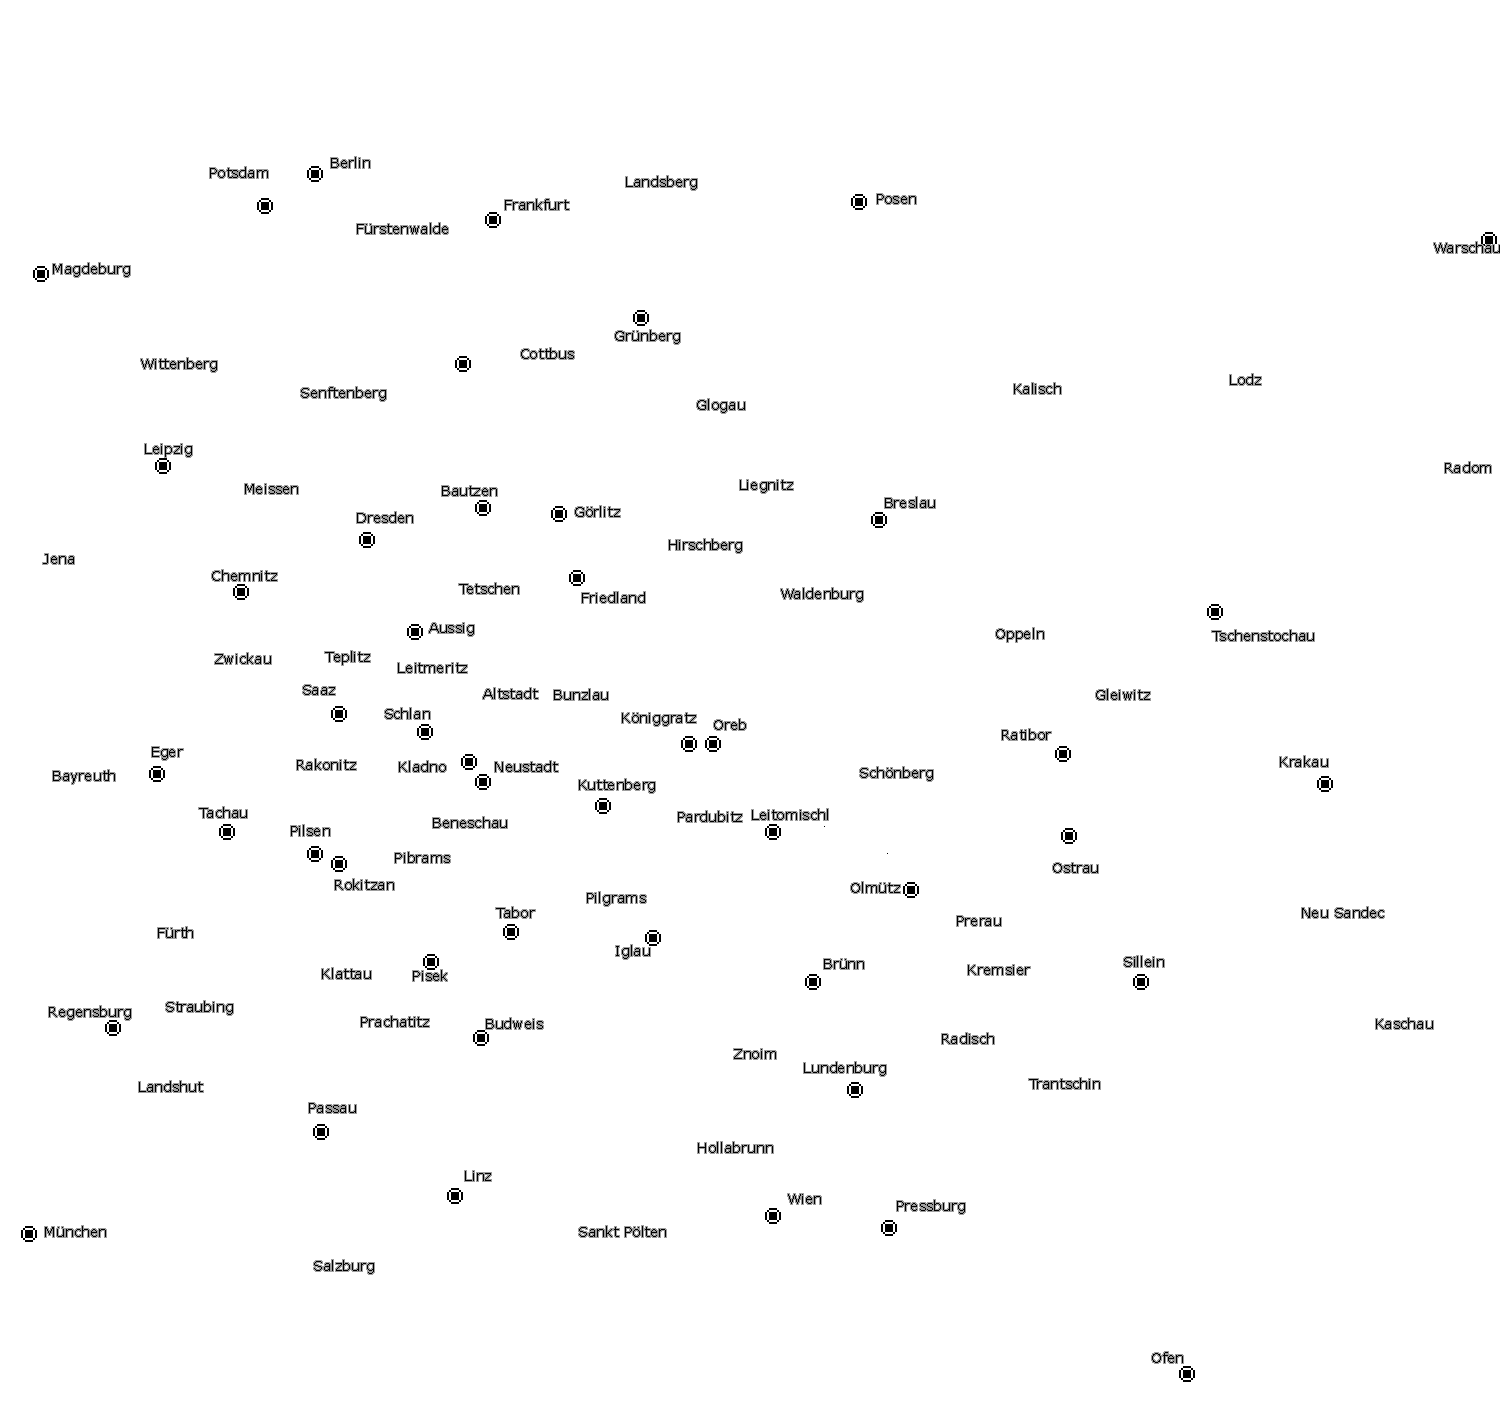 Berlin
Potsdam
Landsberg
Posen
Frankfurt
Fürstenwalde
Warschau
Magdeburg
Grünberg
Cottbus
Wittenberg
Lodz
Kalisch
Senftenberg
Glogau
Leipzig
Radom
Liegnitz
Meissen
Bautzen
Breslau
Görlitz
Dresden
Hirschberg
Jena
Chemnitz
Tetschen
Waldenburg
Friedland
Aussig
Oppeln
Tschenstochau
Teplitz
Zwickau
Leitmeritz
Saaz
Altstadt
Bunzlau
Gleiwitz
Schlan
Königgratz
Oreb
Ratibor
Eger
Krakau
Rakonitz
Kladno
Neustadt
Schönberg
Bayreuth
Kuttenberg
Tachau
Leitomischl
Pardubitz
Beneschau
Pilsen
Pibrams
Ostrau
Rokitzan
Olmütz
Pilgrams
Tabor
Neu Sandec
Prerau
Fürth
Iglau
Sillein
Brünn
Kremsier
Klattau
Pisek
Straubing
Regensburg
Prachatitz
Budweis
Kaschau
Radisch
Znoim
Lundenburg
Trantschin
Landshut
Passau
Hollabrunn
Linz
Wien
Pressburg
München
Sankt Pölten
Salzburg
Ofen